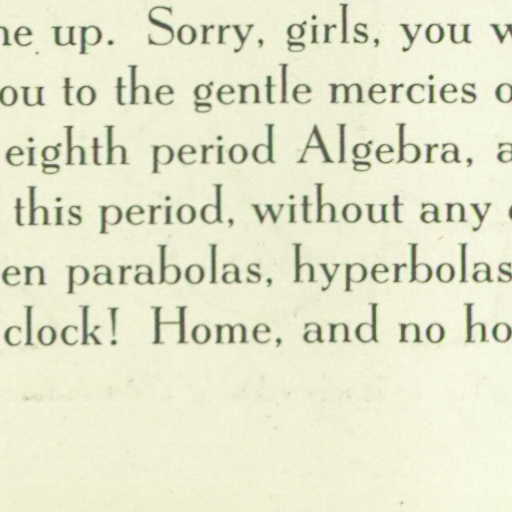 ne up. Sorry, girls, you w
ou to the gentle mercies o
eighth period Algebra, a
this period, without any
en parabolas, hyperbolas
clock! Home, and no ho